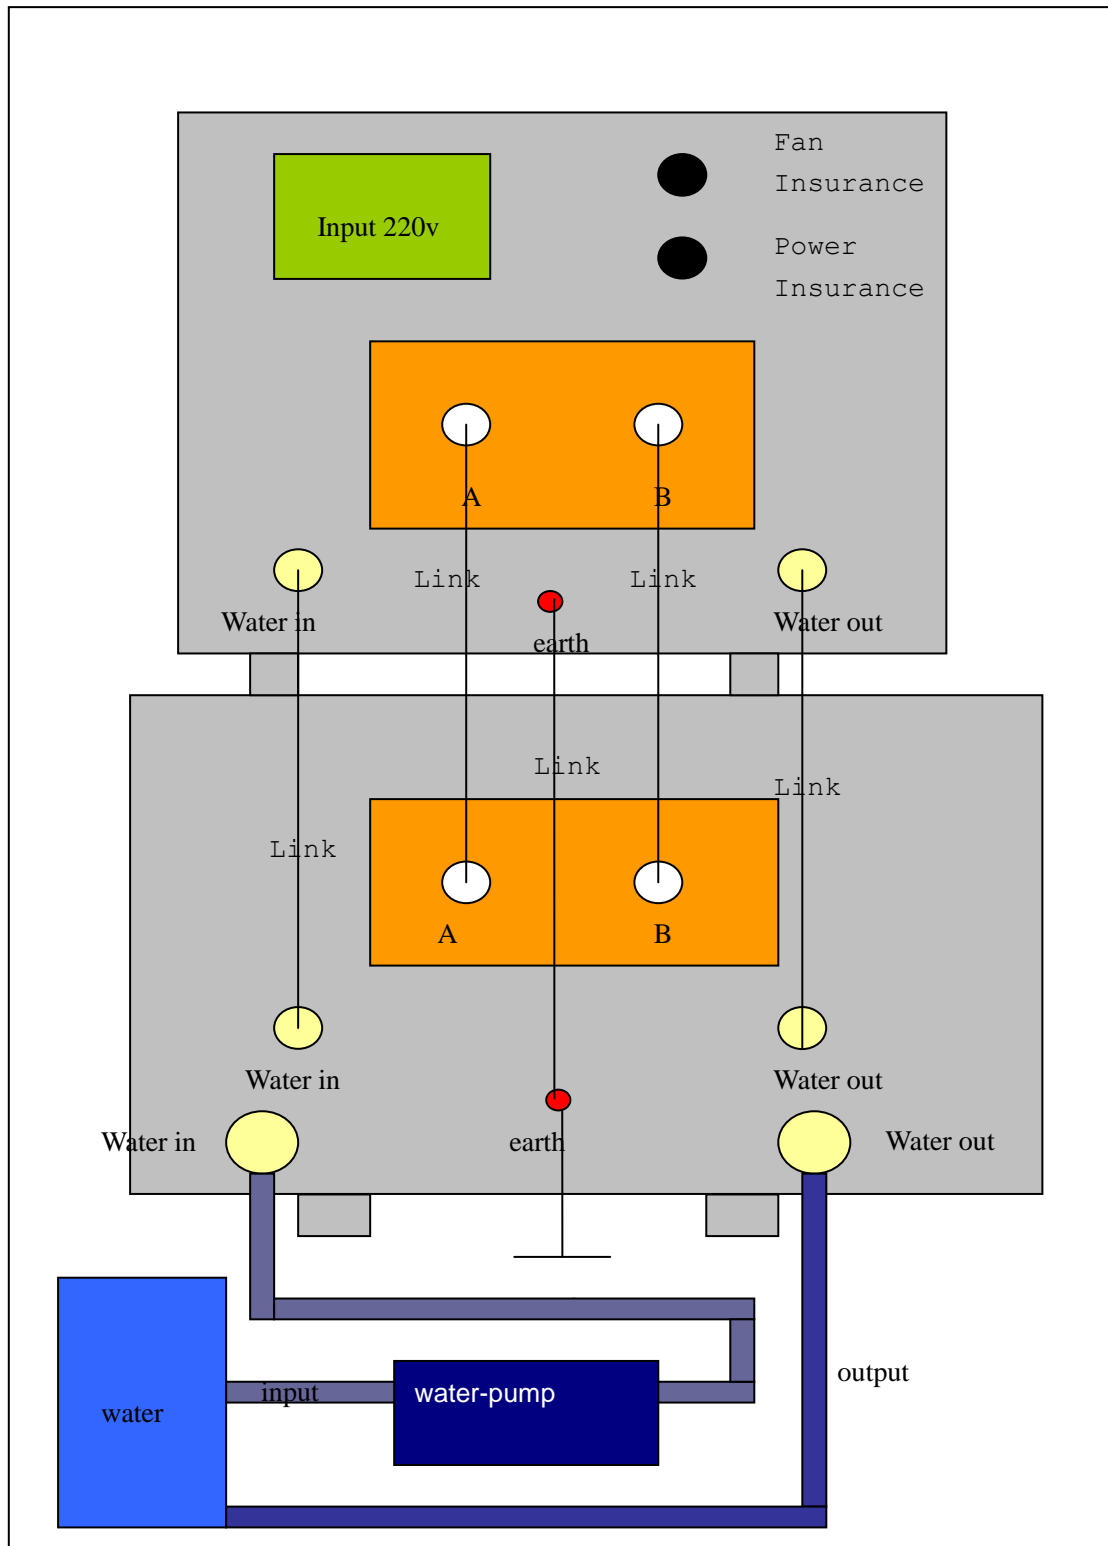 Fan
Insurance
Input 220v
Power
Insurance
A B
Link Link
Water in Water out
earth
Link
Link
Link
A B
Water in Water out
Water in earth Water out
output
input water-pump
water